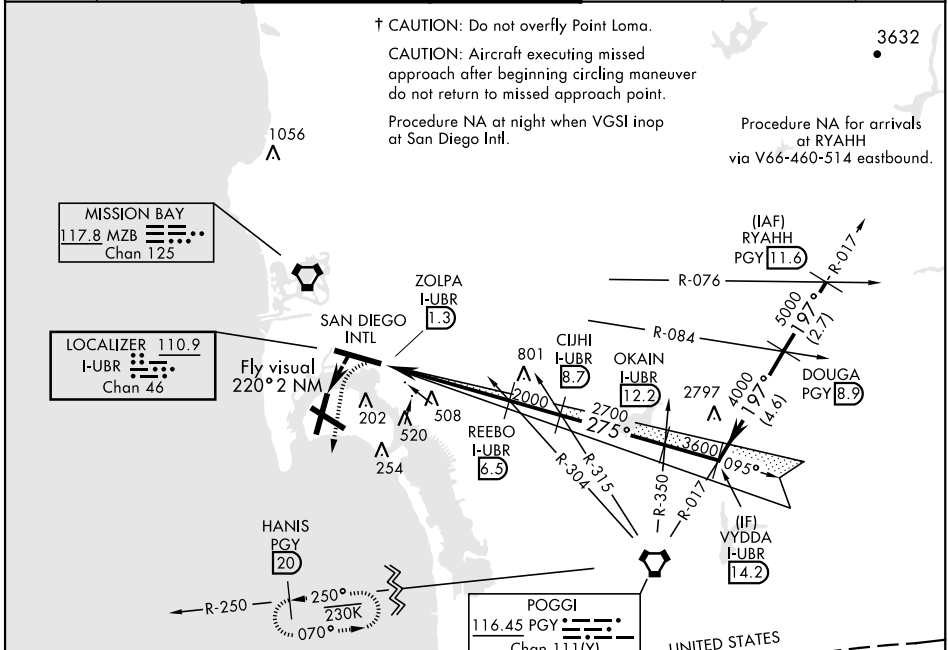 † CAUTION: Do not overfly Point Loma.
CAUTION: Aircraft executing missed
approach after beginning circling maneuver
do not return to missed approach point.
Procedure NA at night when VGSI inop
at San Diego Intl.
3632
Procedure NA for arrivals
at RYAHH
via V66-460-514 eastbound.
1056
MISSION BAY
117.8 MZB
Chan 125
(IAF)
RYAHH
PGY 11.6
R-017
R-076
5000
197°
(2.7)
ZOLPA
I-UBR
1.3
SAN DIEGO
INTL
LOCALIZER 110.9
I-UBR
Chan 46
Fly visual
220° 2 NM
R-084
DOUGA
PGY 8.9
4000
197°
(4.6)
801
CIJHI
I-UBR
8.7
OKAIN
I-UBR
12.2
2797
202
508
520
254
2000
2700
275°
3600
095°
REEBO
I-UBR
6.5
R-304
R-315
R-350
R-017
(IF)
VYDDA
I-UBR
14.2
HANIS
PGY
20
R-250
250°
230K
070°
POGGI
116.45 PGY
Chan 111(Y)
UNITED STATES